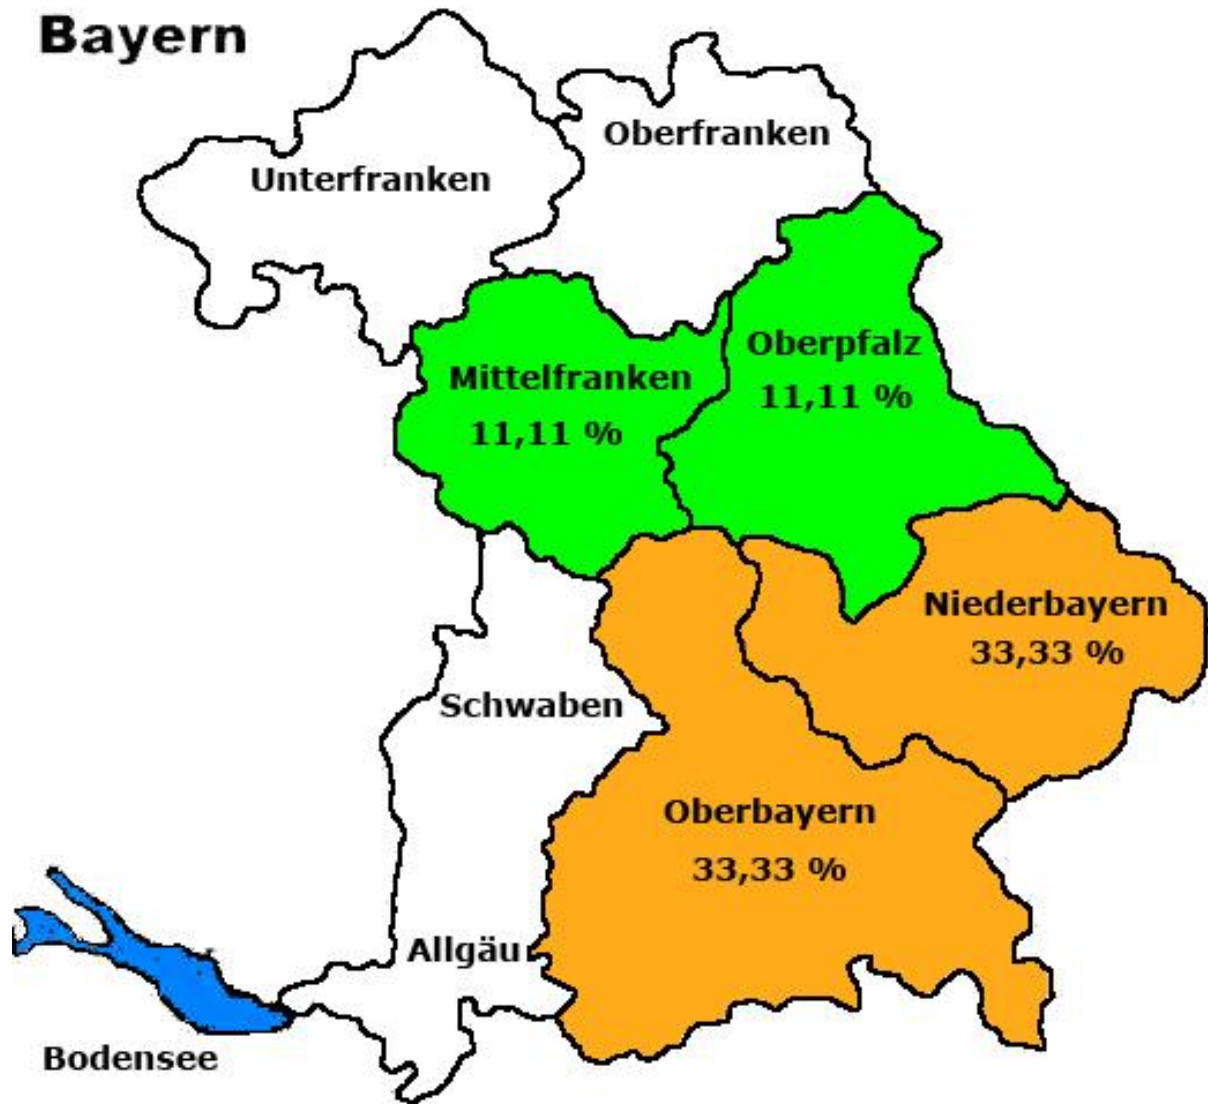 Bayern
Oberfranken
Unterfranken
Oberpfalz
11,11 %
Mittelfranken
11,11 %
Niederbayern
33,33 %
Schwaben
Oberbayern
33,33 %
Allgäu
Bodensee